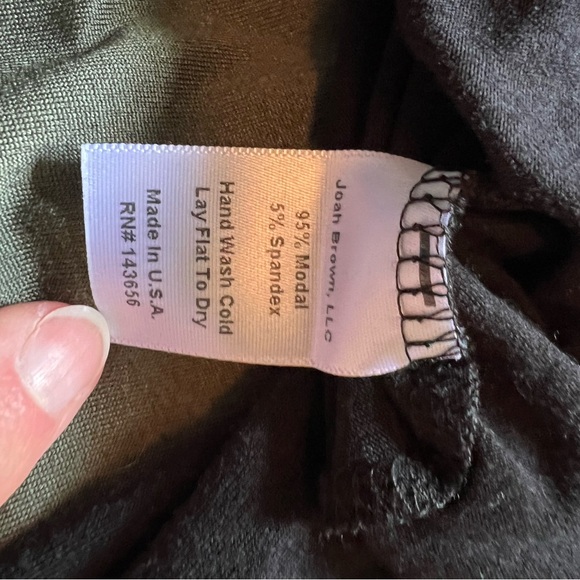 Joah Brown, LLC
95% Modal
5% Spandex
Hand Wash Cold
Lay Flat To Dry
Made In U.S.A.
RN# 143656